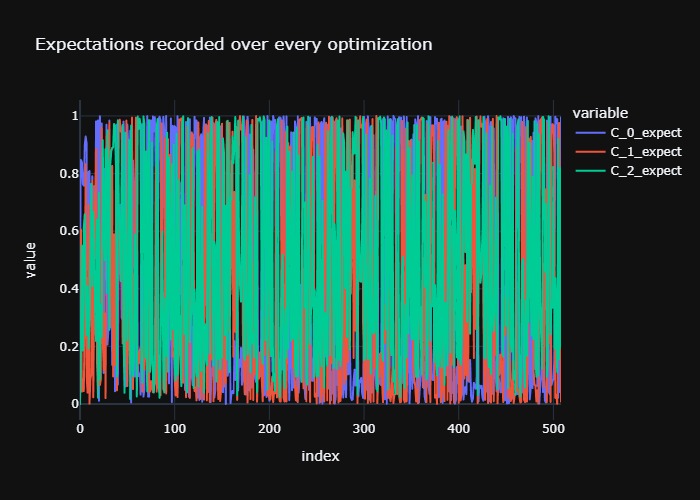 Expectations recorded over every optimization
variable
C_0_expect
C_1_expect
C_2_expect
1
0.8
0.6
0.4
0.2
0
value
0 100 200 300 400 500
index